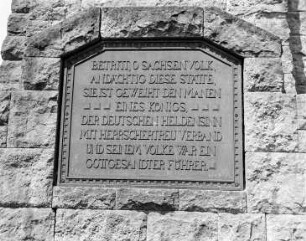 BETRITT, O SACHSENVOLK,
ANDÄCHTIG DIESE STÄTTE,
SIE IST GEWEIHT DEN MANEN
EINES KÖNIGS,
DER DEUTSCHEN HELDENSINN
MIT HERRSCHERTREU VERBAND
UND SEINEM VOLKE WAR EIN
GOTTGESANDTER FÜHRER.